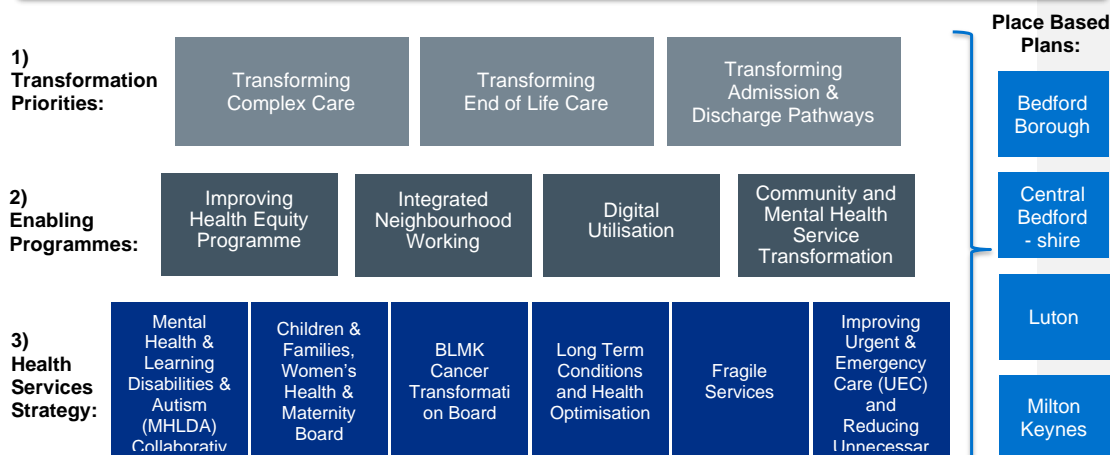 Place Based
Plans:
1)
Transformation
Priorities:
Transforming
Complex Care
Transforming
End of Life Care
Transforming
Admission &
Discharge Pathways
Bedford
Borough
2)
Enabling
Programmes:
Improving
Health Equity
Programme
Integrated
Neighbourhood
Working
Digital
Utilisation
Community and
Mental Health
Service
Transformation
Central
Bedford
- shire
3)
Health
Services
Strategy:
Mental
Health &
Learning
Disabilities &
Autism
(MHLDA)
Collaborativ
Children &
Families,
Women's
Health &
Maternity
Board
BLMK
Cancer
Transformati
on Board
Long Term
Conditions
and Health
Optimisation
Fragile
Services
Improving
Urgent &
Emergency
Care (UEC)
and
Reducing
Unnecessar
Luton
Milton
Keynes